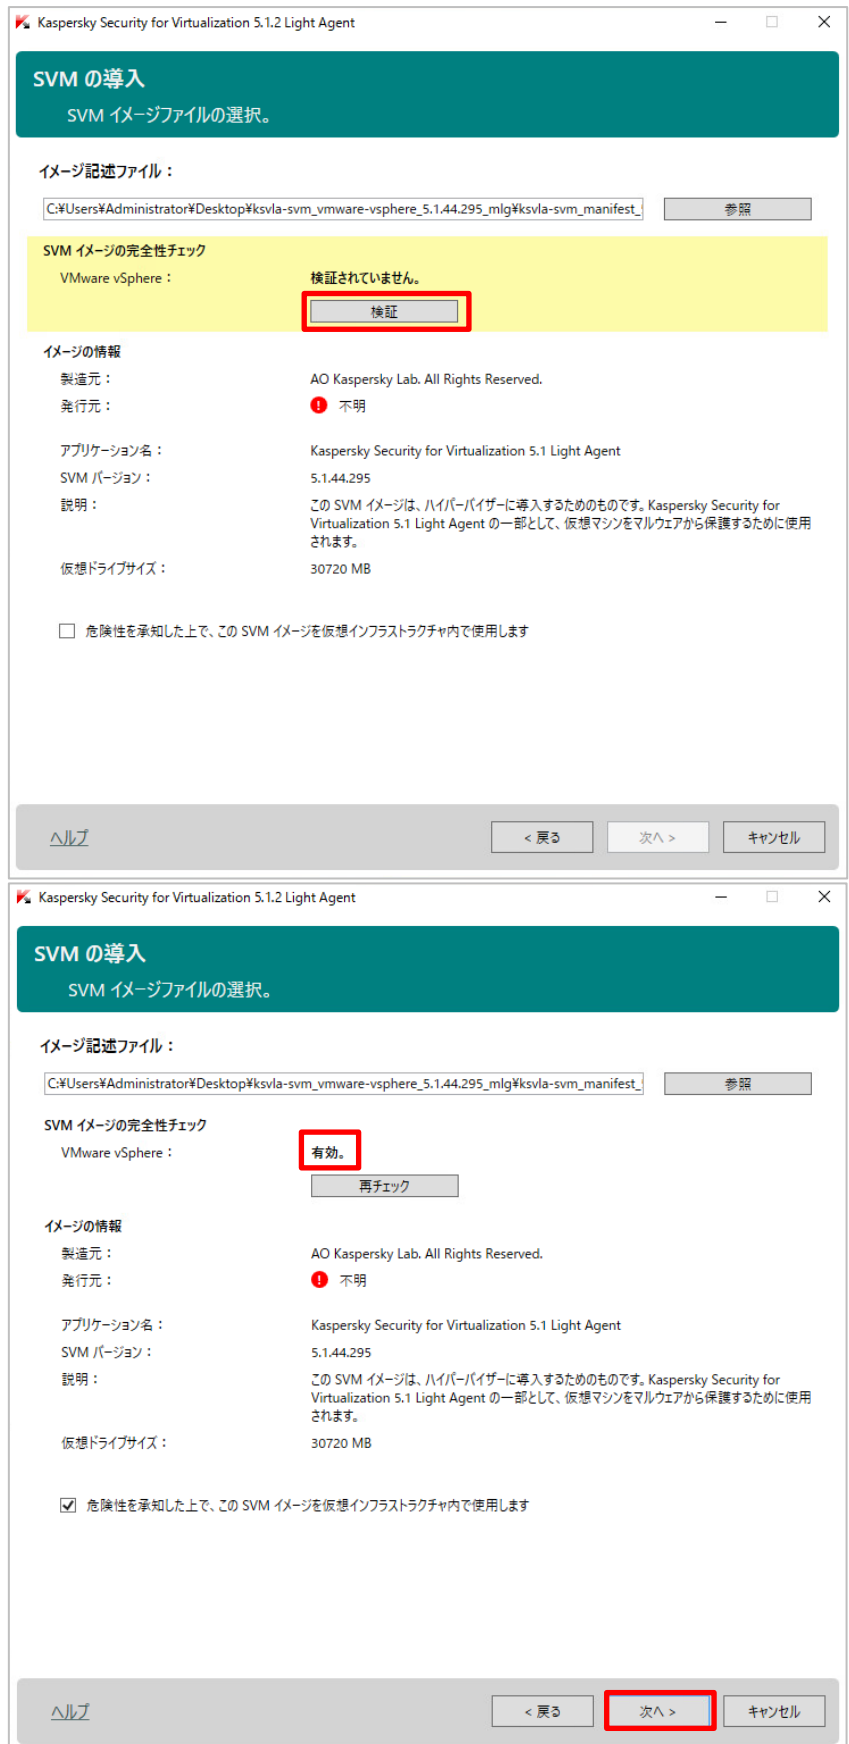 Kaspersky Security for Virtualization 5.1.2 Light Agent
SVM の導入
SVM イメージファイルの選択。
イメージ記述ファイル：
C:¥Users¥Administrator¥Desktop¥ksvla-svm_vmware-vsphere_5.1.44.295_mlg¥ksvla-svm_manifest_
参照
SVM イメージの完全性チェック
VMware vSphere：
検証されていません。
検証
イメージの情報
製造元：
AO Kaspersky Lab. All Rights Reserved.
発行元：
不明
アプリケーション名：
Kaspersky Security for Virtualization 5.1 Light Agent
SVM バージョン：
5.1.44.295
説明：
この SVM イメージは、ハイパーバイザーに導入するためのものです。Kaspersky Security for
Virtualization 5.1 Light Agent の一部として、仮想マシンをマルウェアから保護するために使用
されます。
仮想ドライブサイズ：
30720 MB
危険性を承知した上で、この SVM イメージを仮想インフラストラクチャ内で使用します
ヘルプ
< 戻る
次へ >
キャンセル
Kaspersky Security for Virtualization 5.1.2 Light Agent
SVM の導入
SVM イメージファイルの選択。
イメージ記述ファイル：
C:¥Users¥Administrator¥Desktop¥ksvla-svm_vmware-vsphere_5.1.44.295_mlg¥ksvla-svm_manifest_
参照
SVM イメージの完全性チェック
VMware vSphere：
有効。
再チェック
イメージの情報
製造元：
AO Kaspersky Lab. All Rights Reserved.
発行元：
不明
アプリケーション名：
Kaspersky Security for Virtualization 5.1 Light Agent
SVM バージョン：
5.1.44.295
説明：
この SVM イメージは、ハイパーバイザーに導入するためのものです。Kaspersky Security for
Virtualization 5.1 Light Agent の一部として、仮想マシンをマルウェアから保護するために使用
されます。
仮想ドライブサイズ：
30720 MB
危険性を承知した上で、この SVM イメージを仮想インフラストラクチャ内で使用します
ヘルプ
< 戻る
次へ >
キャンセル